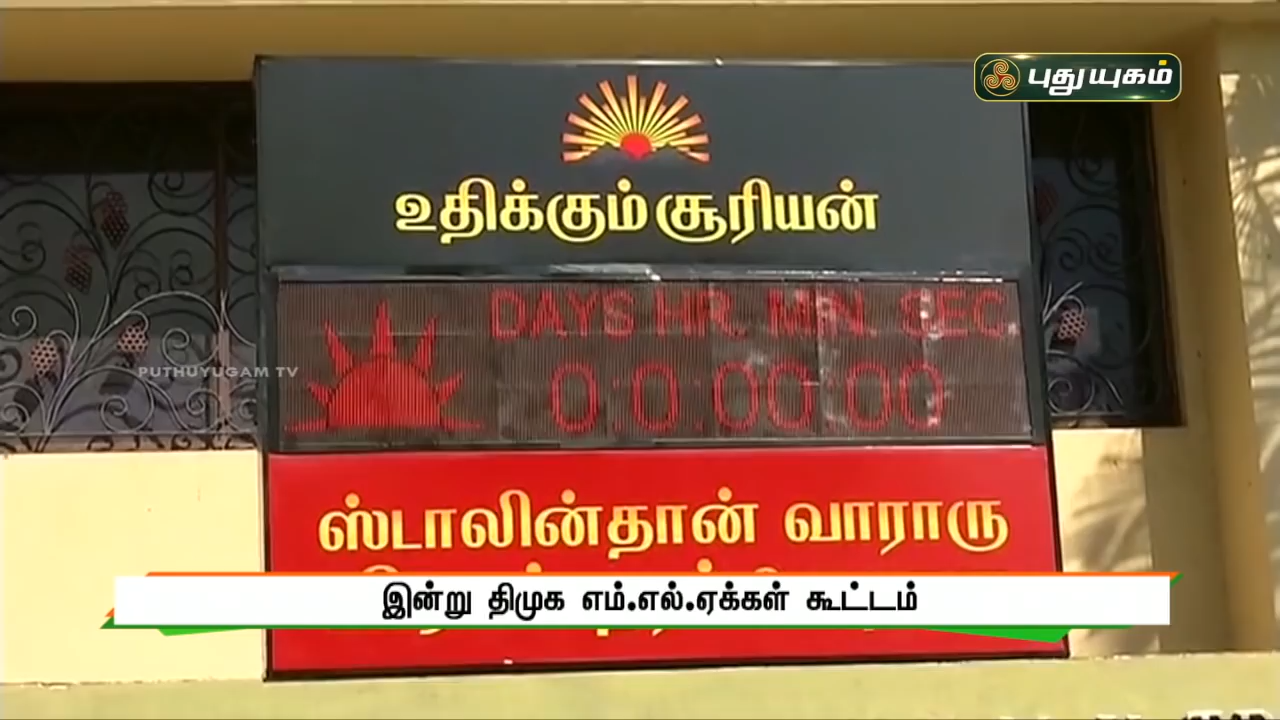 புதுயுகம்
உதிக்கும்சூரியன்
DAYS HR. MIN. SEC
0:0:00:00
PUTHUYUGAM TV
ஸ்டாலின்தான் வாராரு
இன்று திமுக எம்.எல்.ஏக்கள் கூட்டம்